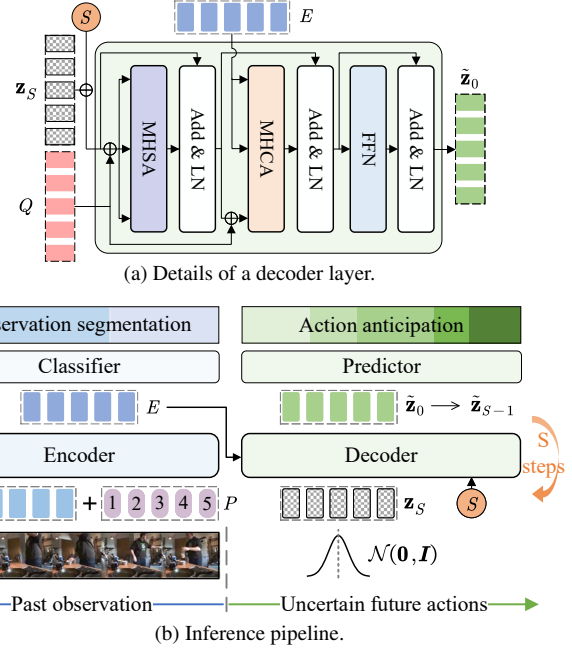 S
E
𝐳_S
Q
MHSA
Add & LN
MHCA
Add & LN
FFN
Add & LN
𝐳̃_0
(a) Details of a decoder layer.
servation segmentation
Action anticipation
Classifier
Predictor
E
𝐳̃_0 → 𝐳̃_{S−1}
Encoder
Decoder
S
steps
+ 1 2 3 4 5 P
𝐳_S
S
𝒩(𝟎, 𝑰)
Past observation
Uncertain future actions
(b) Inference pipeline.